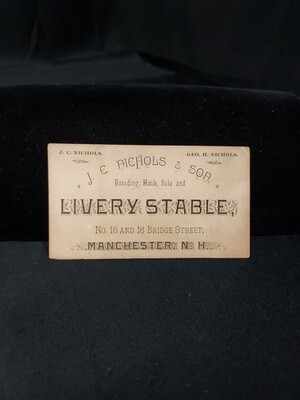 J. C. NICHOLS. GEO. H. NICHOLS.
J. C. NICHOLS & SON,
Boarding, Hack, Sale and
LIVERY STABLE,
No. 16 AND 18 BRIDGE STREET,
MANCHESTER, N. H.